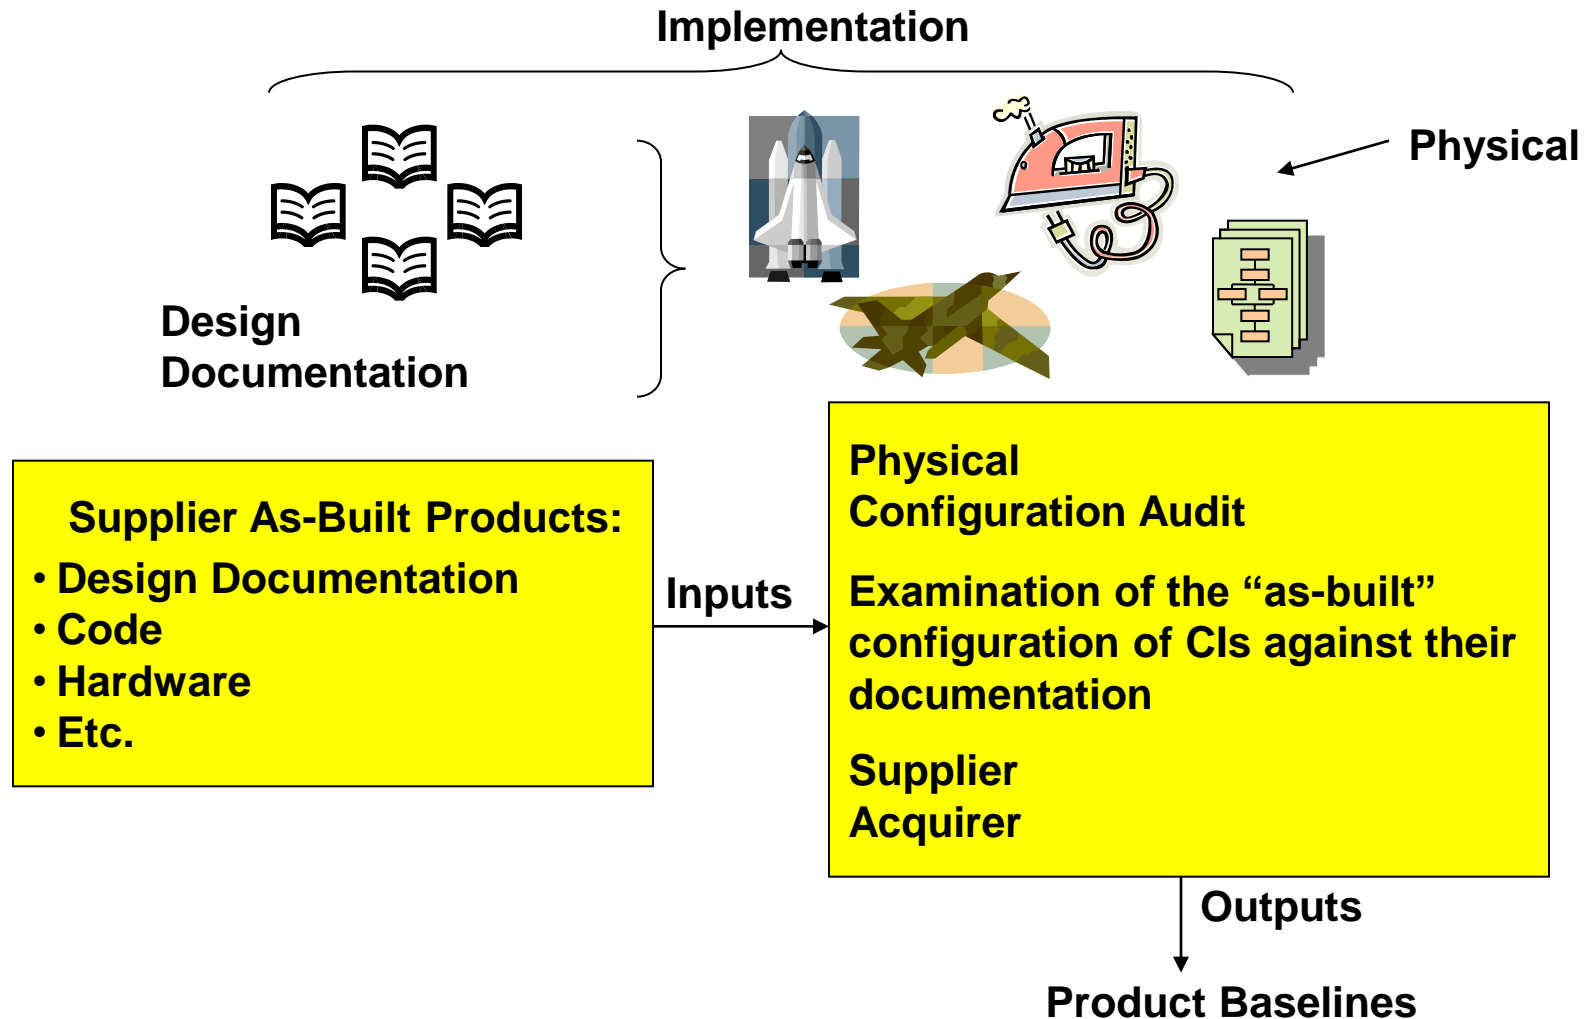 Implementation
Physical
Design
Documentation
Supplier As-Built Products:
• Design Documentation
• Code
• Hardware
• Etc.
Inputs
Physical
Configuration Audit
Examination of the “as-built”
configuration of CIs against their
documentation
Supplier
Acquirer
Outputs
Product Baselines